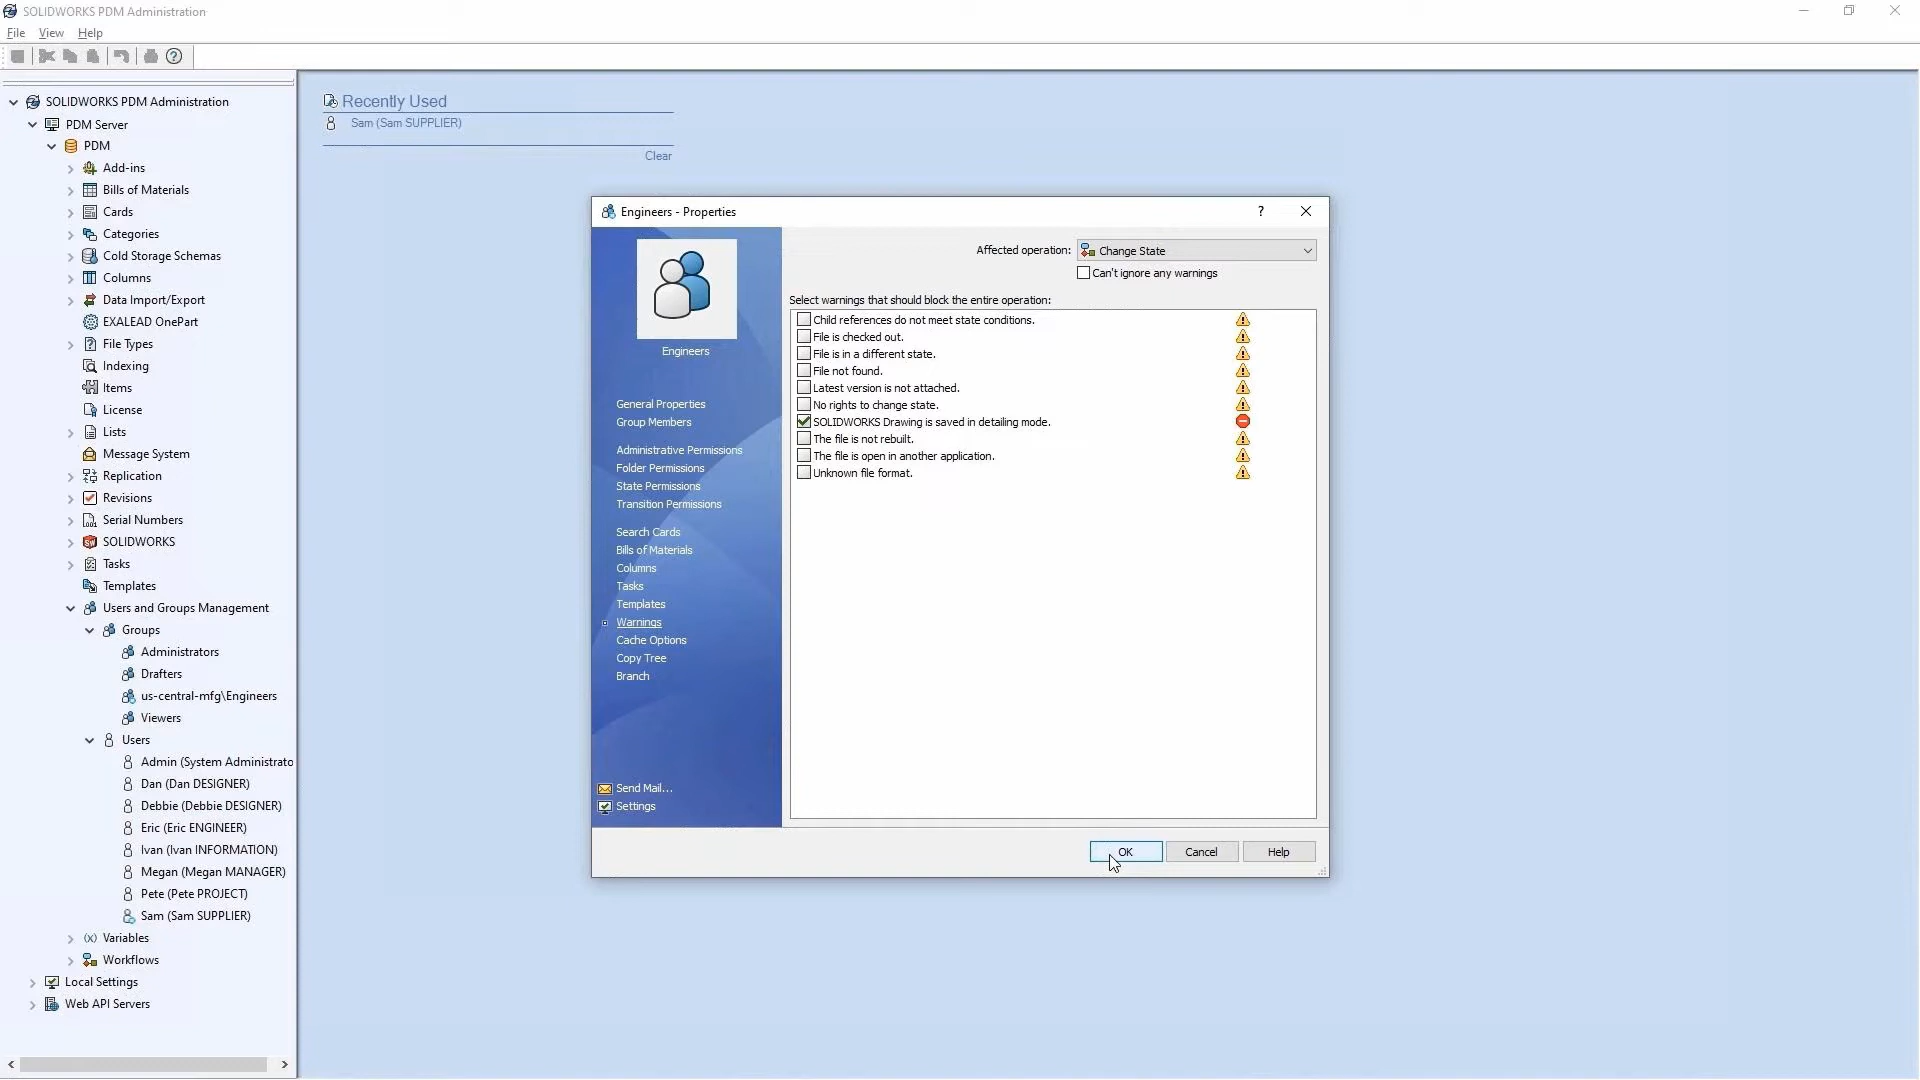 SOLIDWORKS PDM Administration
File View Help
SOLIDWORKS PDM Administration
PDM Server
PDM
Add-ins
Bills of Materials
Cards
Categories
Cold Storage Schemas
Columns
Data Import/Export
EXALEAD OnePart
File Types
Indexing
Items
License
Lists
Message System
Replication
Revisions
Serial Numbers
SOLIDWORKS
Tasks
Templates
Users and Groups Management
Groups
Administrators
Drafters
us-central-mfg\Engineers
Viewers
Users
Admin (System Administrato
Dan (Dan DESIGNER)
Debbie (Debbie DESIGNER)
Eric (Eric ENGINEER)
Ivan (Ivan INFORMATION)
Megan (Megan MANAGER)
Pete (Pete PROJECT)
Sam (Sam SUPPLIER)
Variables
Workflows
Local Settings
Web API Servers
Recently Used
Sam (Sam SUPPLIER)
Clear
Engineers - Properties
Engineers
General Properties
Group Members
Administrative Permissions
Folder Permissions
State Permissions
Transition Permissions
Search Cards
Bills of Materials
Columns
Tasks
Templates
Warnings
Cache Options
Copy Tree
Branch
Send Mail...
Settings
Affected operation: Change State
Can't ignore any warnings
Select warnings that should block the entire operation:
Child references do not meet state conditions.
File is checked out.
File is in a different state.
File not found.
Latest version is not attached.
No rights to change state.
SOLIDWORKS Drawing is saved in detailing mode.
The file is not rebuilt.
The file is open in another application.
Unknown file format.
OK Cancel Help